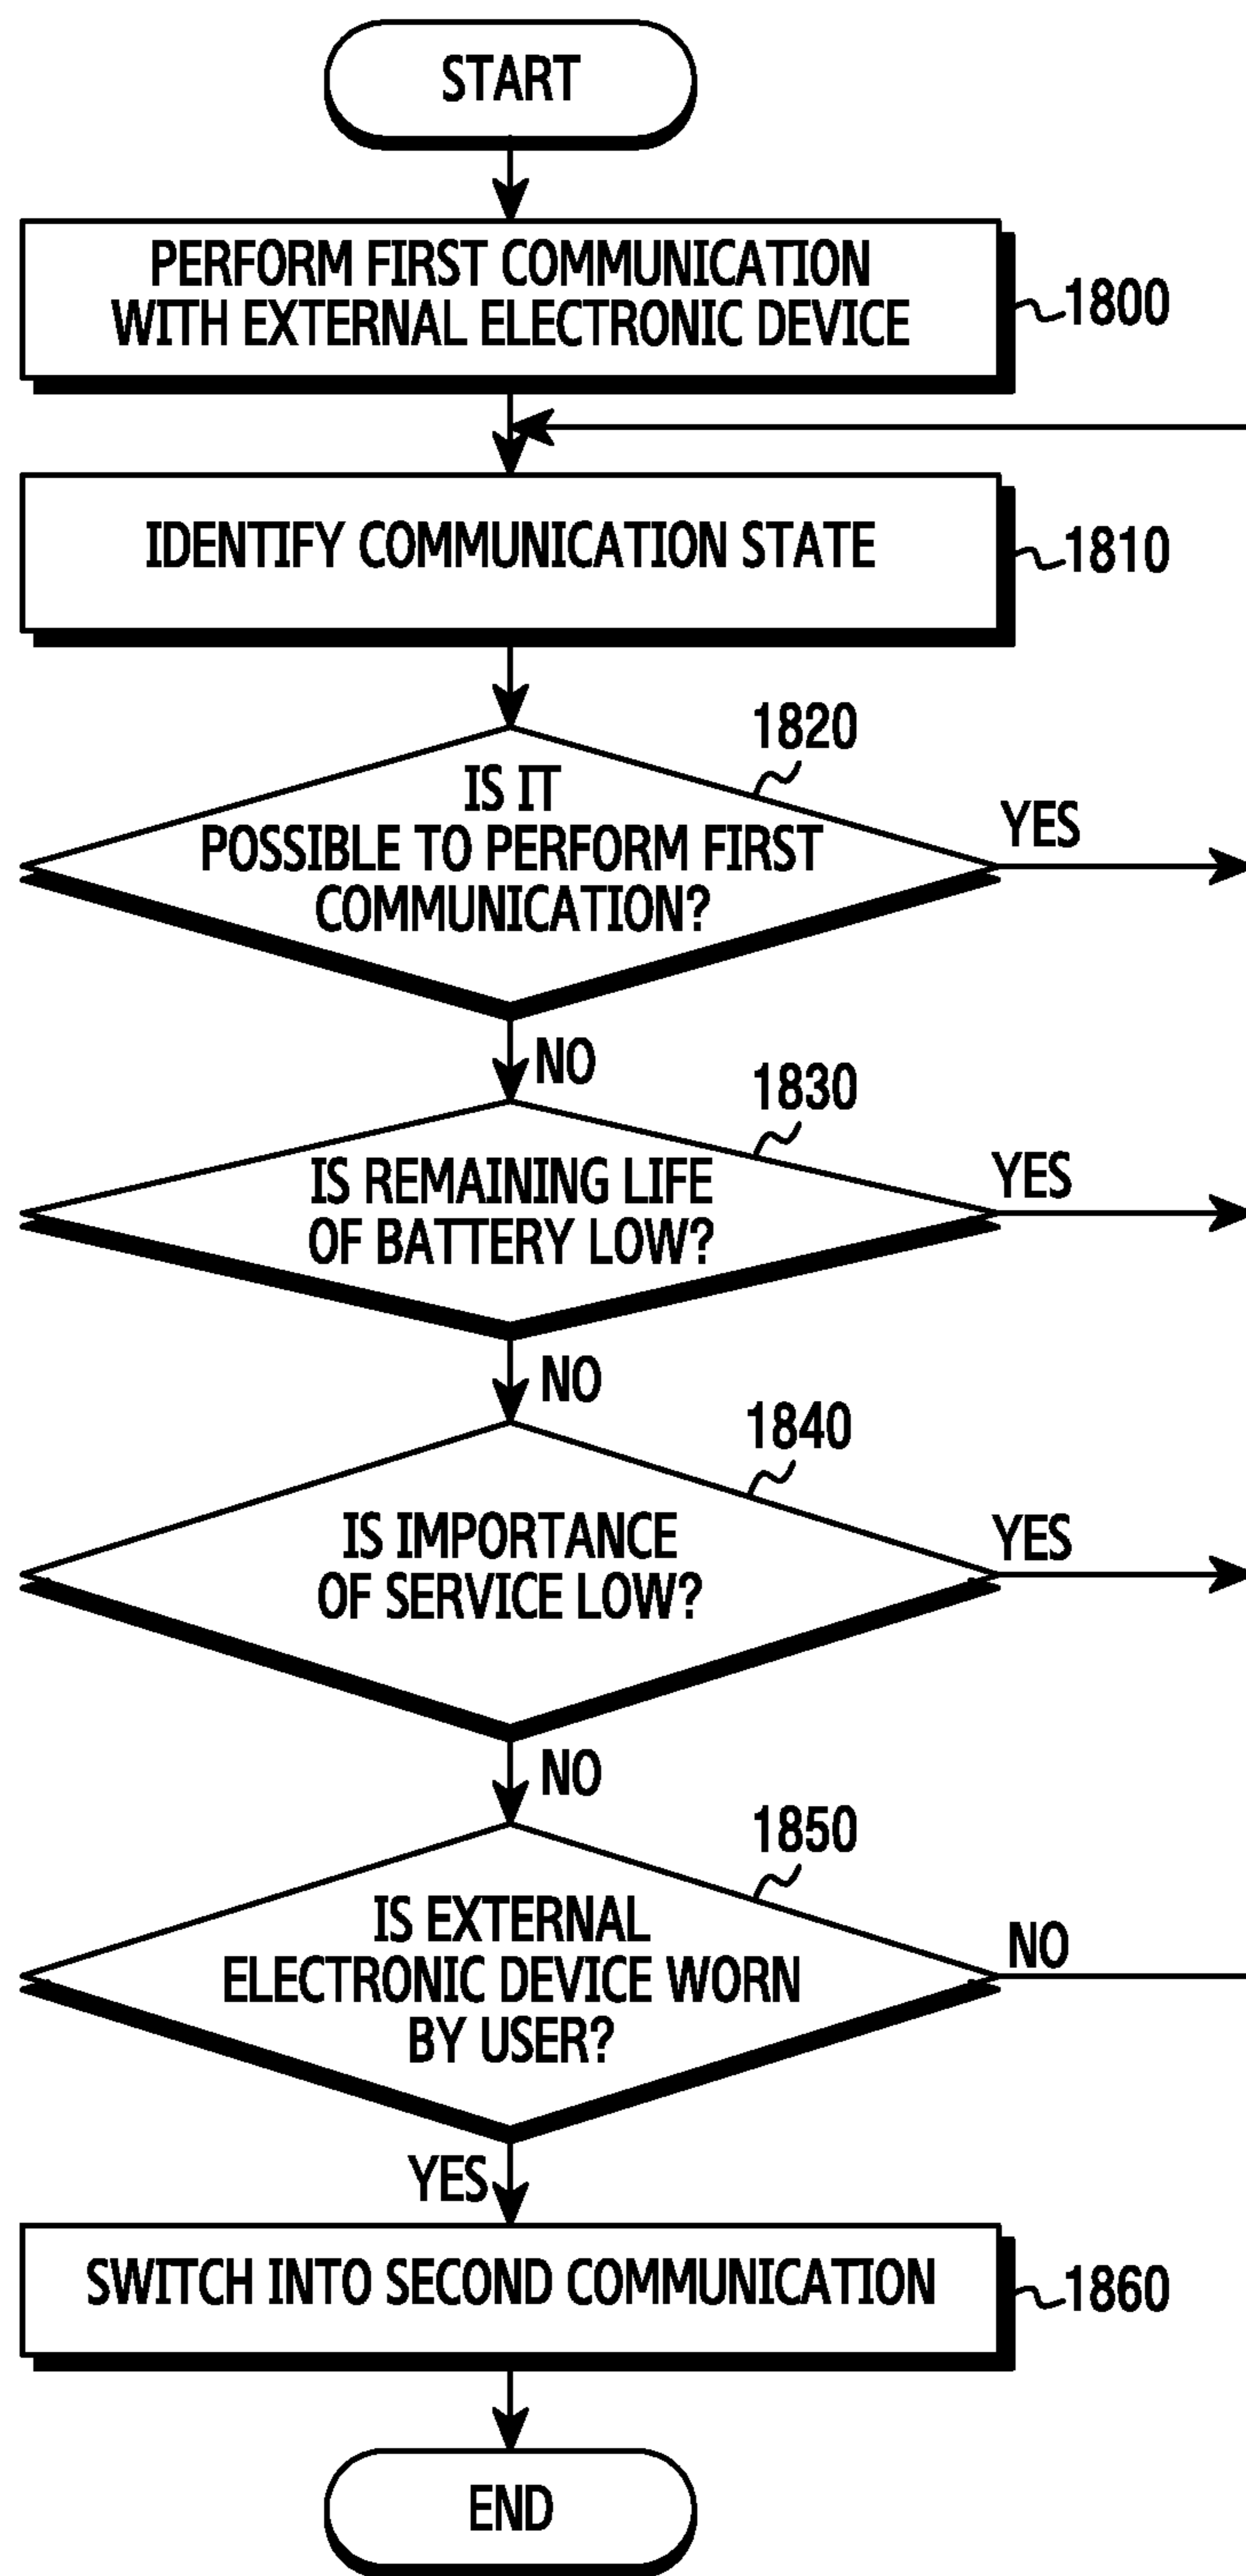 START
PERFORM FIRST COMMUNICATION
WITH EXTERNAL ELECTRONIC DEVICE
1800
IDENTIFY COMMUNICATION STATE
1810
1820
IS IT
POSSIBLE TO PERFORM FIRST
COMMUNICATION?
YES
NO
1830
IS REMAINING LIFE
OF BATTERY LOW?
YES
NO
1840
IS IMPORTANCE
OF SERVICE LOW?
YES
NO
1850
IS EXTERNAL
ELECTRONIC DEVICE WORN
BY USER?
NO
YES
SWITCH INTO SECOND COMMUNICATION
1860
END